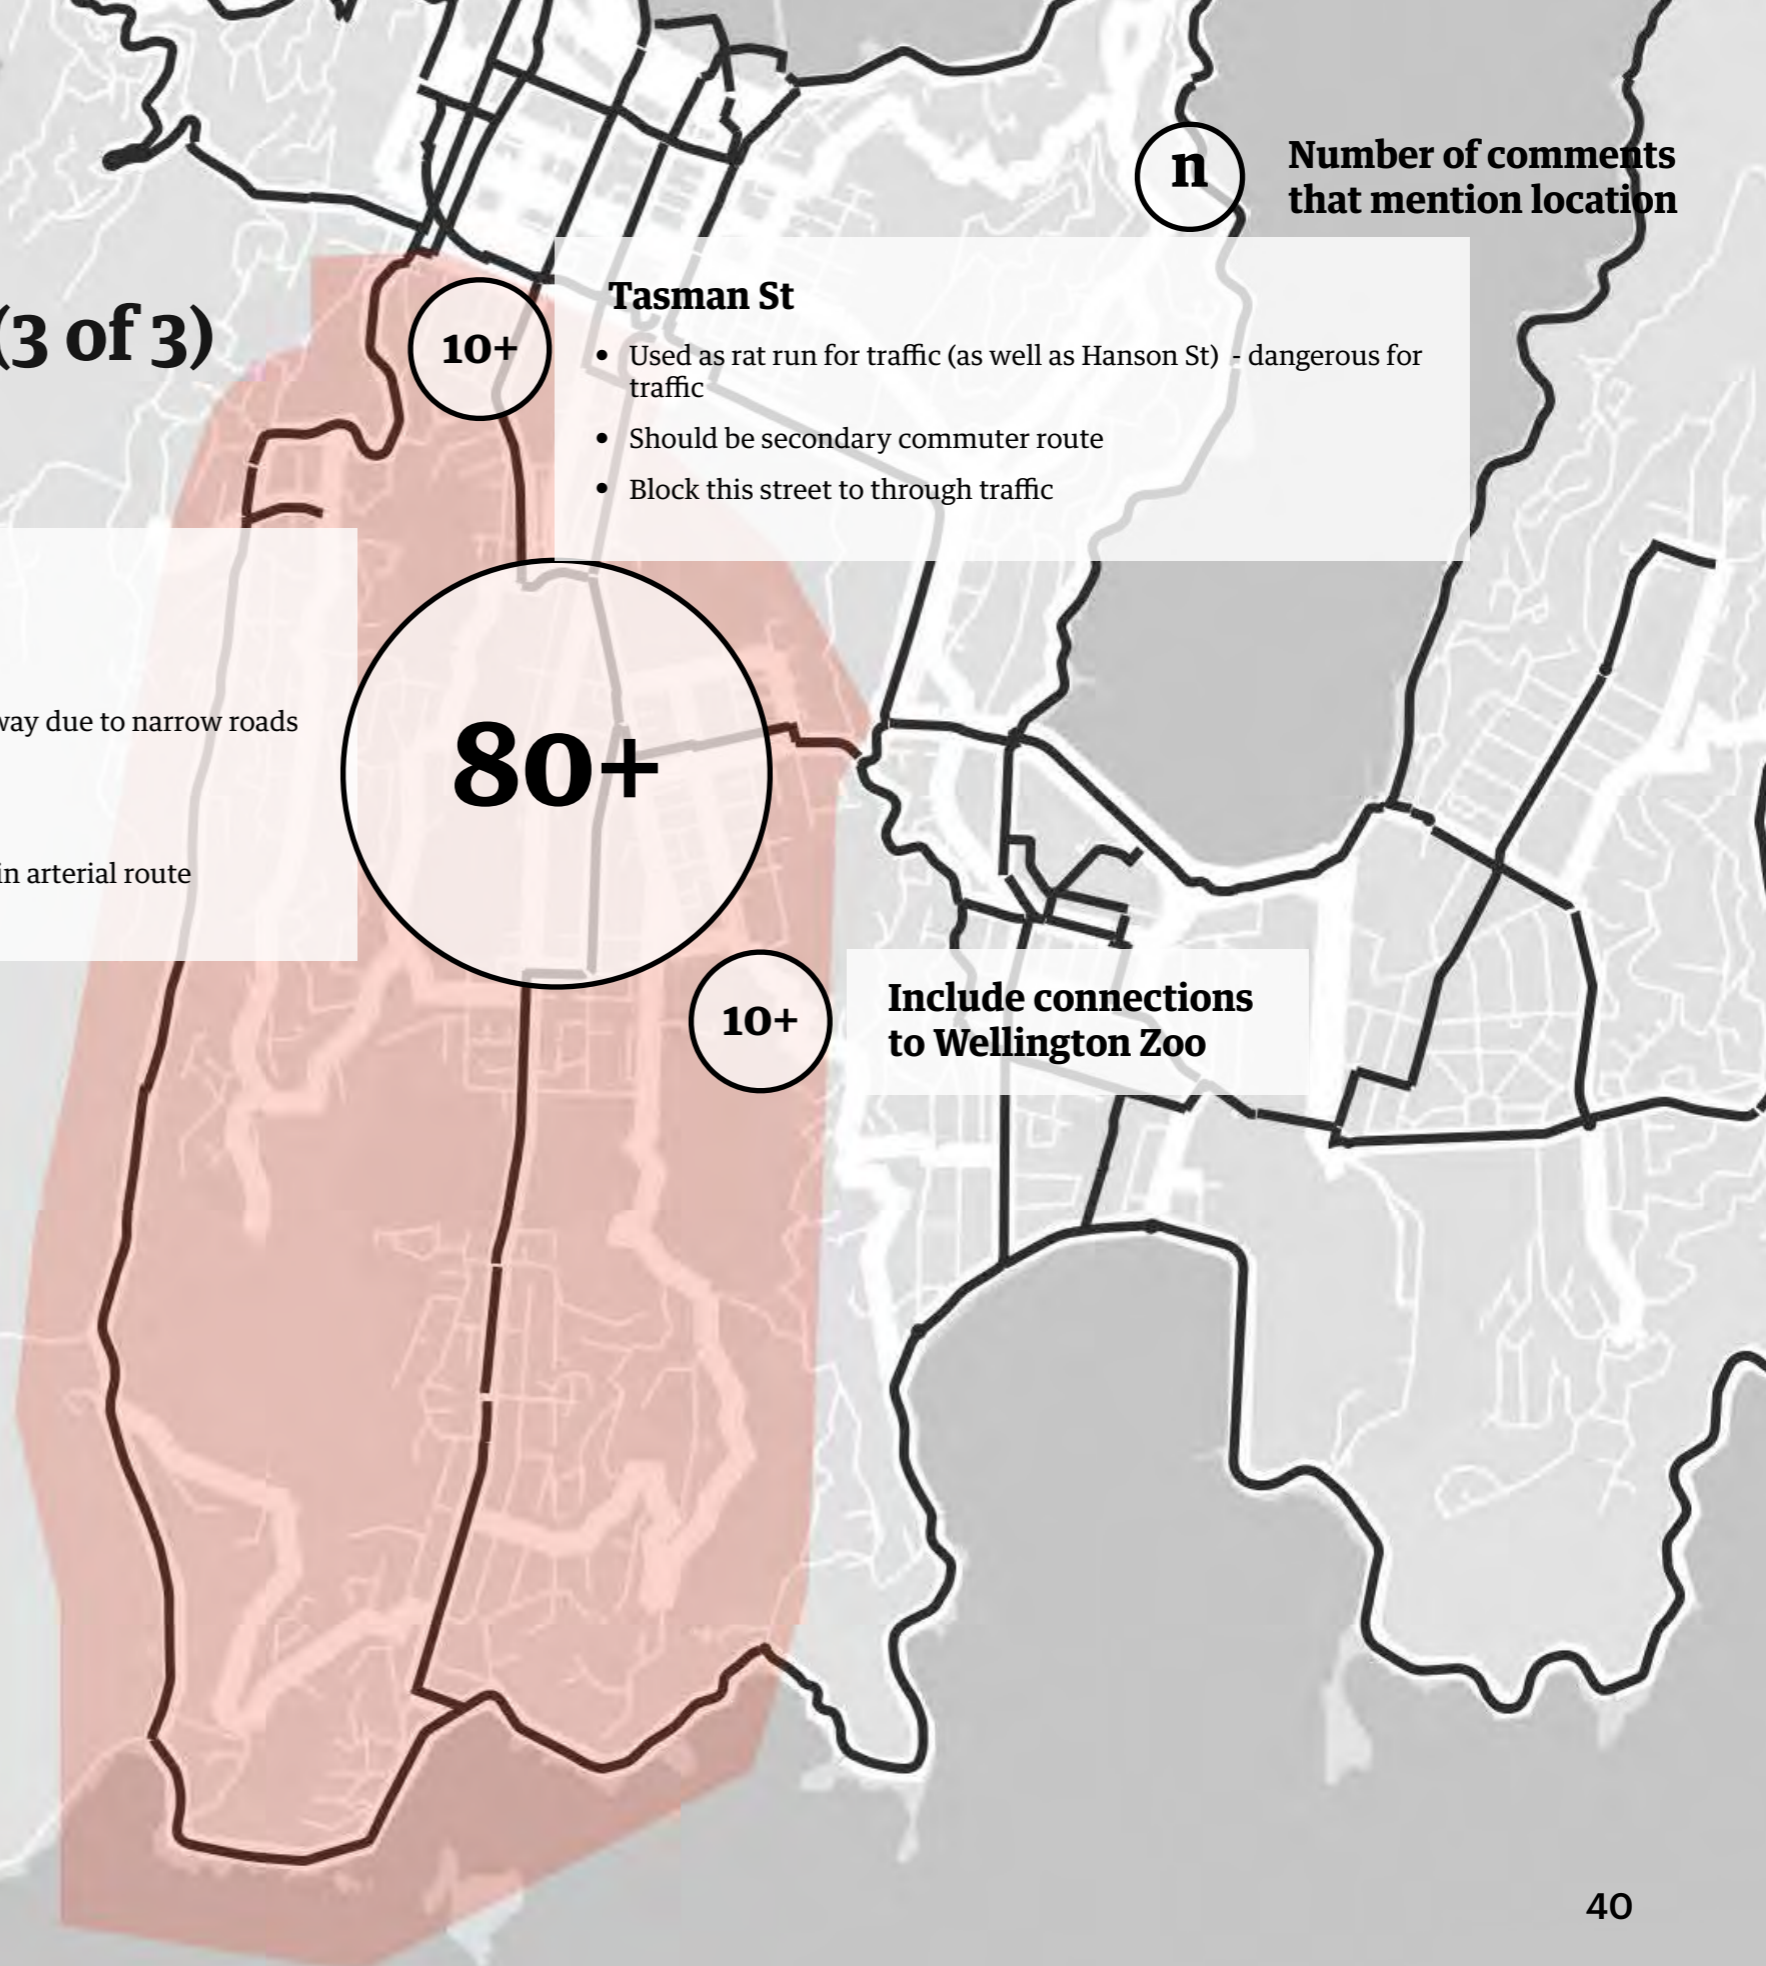 n
Number of comments
that mention location
(3 of 3)
10+
Tasman St
• Used as rat run for traffic (as well as Hanson St) - dangerous for
traffic
• Should be secondary commuter route
• Block this street to through traffic
way due to narrow roads
in arterial route
80+
10+
Include connections
to Wellington Zoo
40